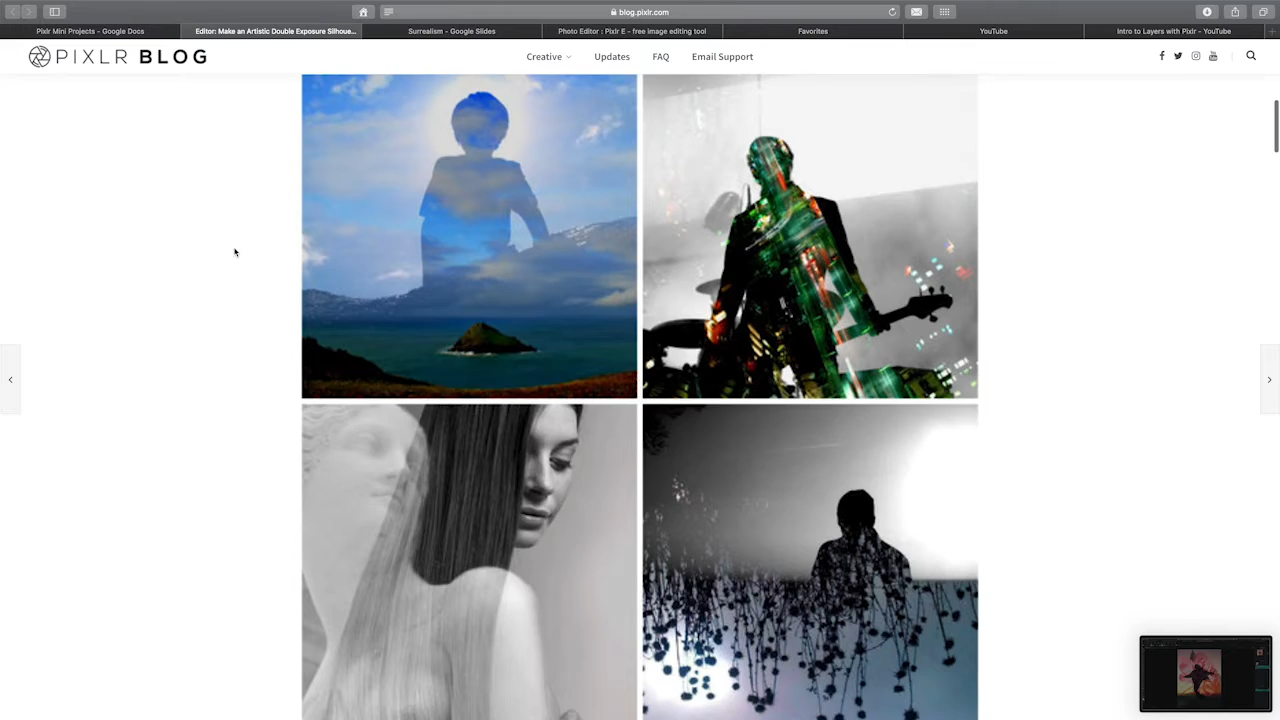 blog.pixlr.com
Pixlr Mini Projects - Google Docs
Editor: Make an Artistic Double Exposure Silhoue...
Surrealism - Google Slides
Photo Editor : Pixlr E - free image editing tool
Favorites
YouTube
Intro to Layers with Pixlr - YouTube
PIXLR BLOG
Creative
Updates
FAQ
Email Support